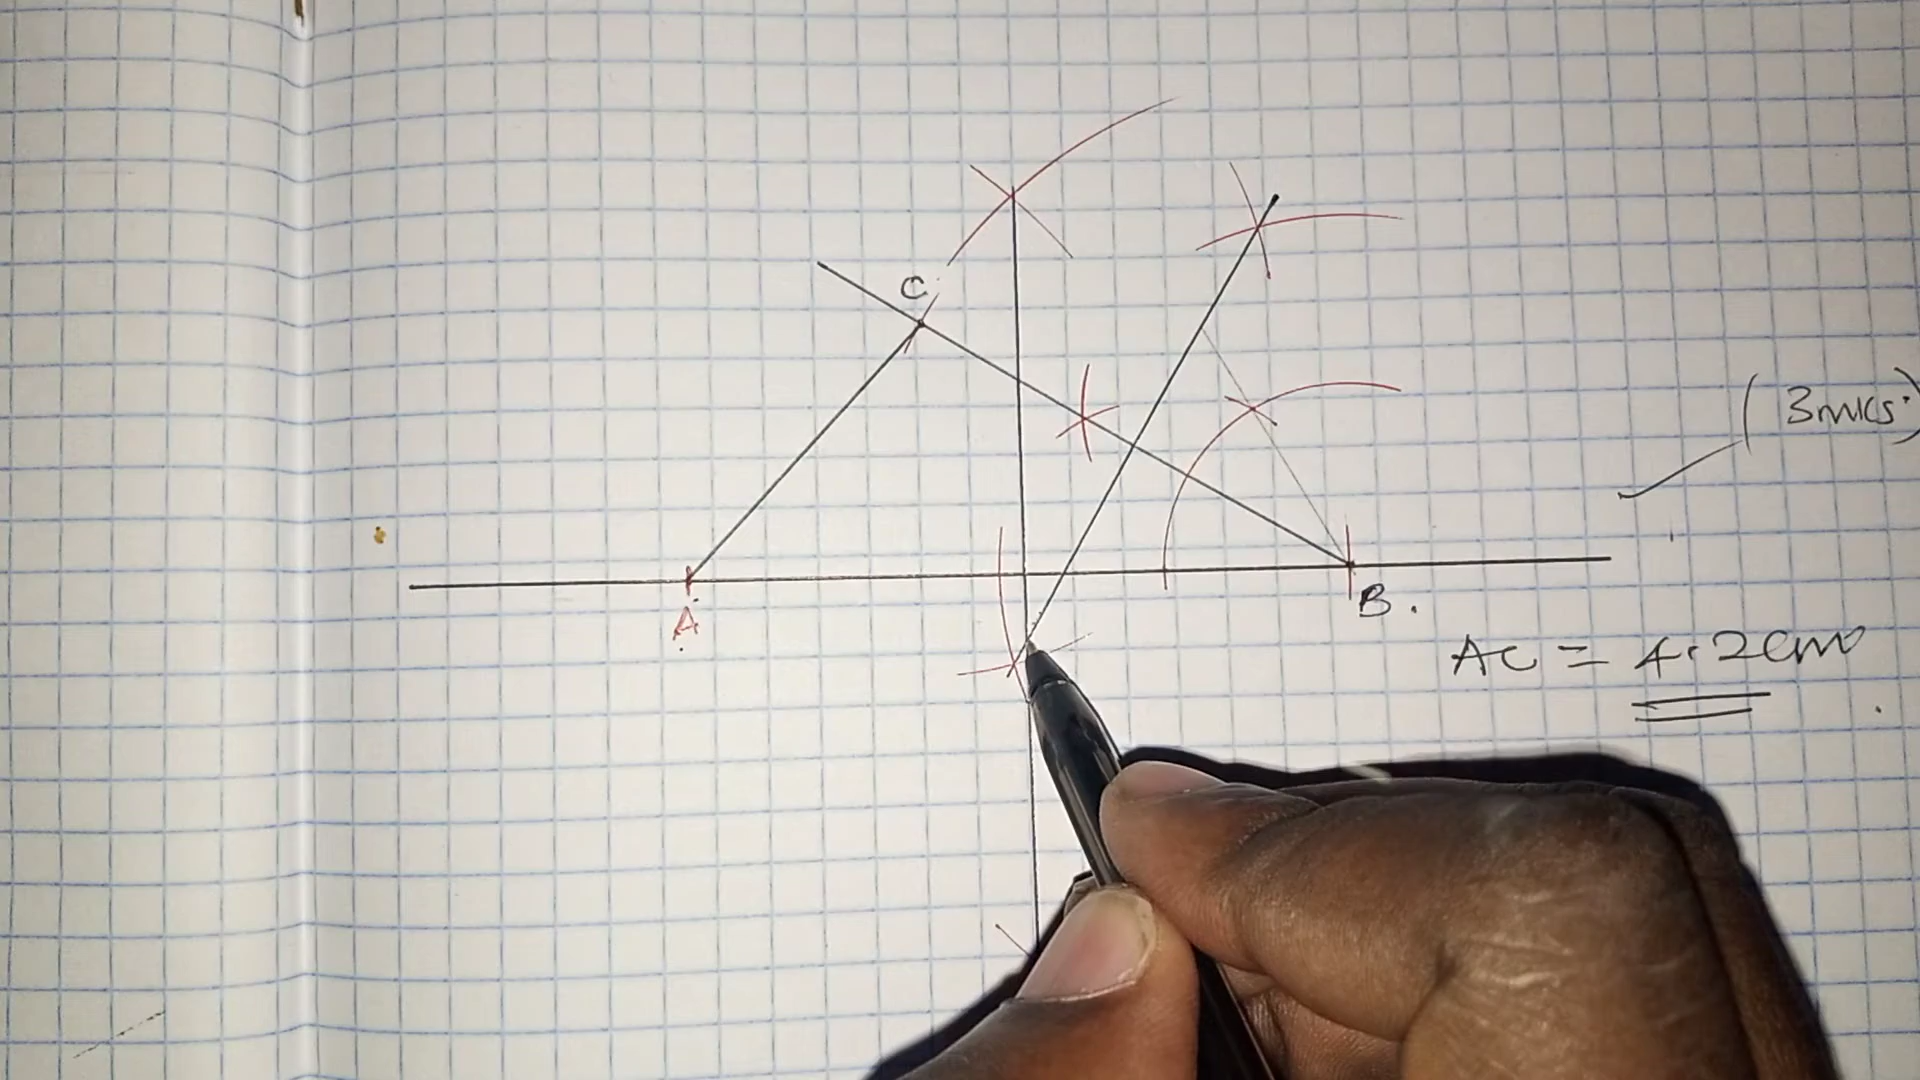 C
(3mks)
A
B.
AC = 4.2cm